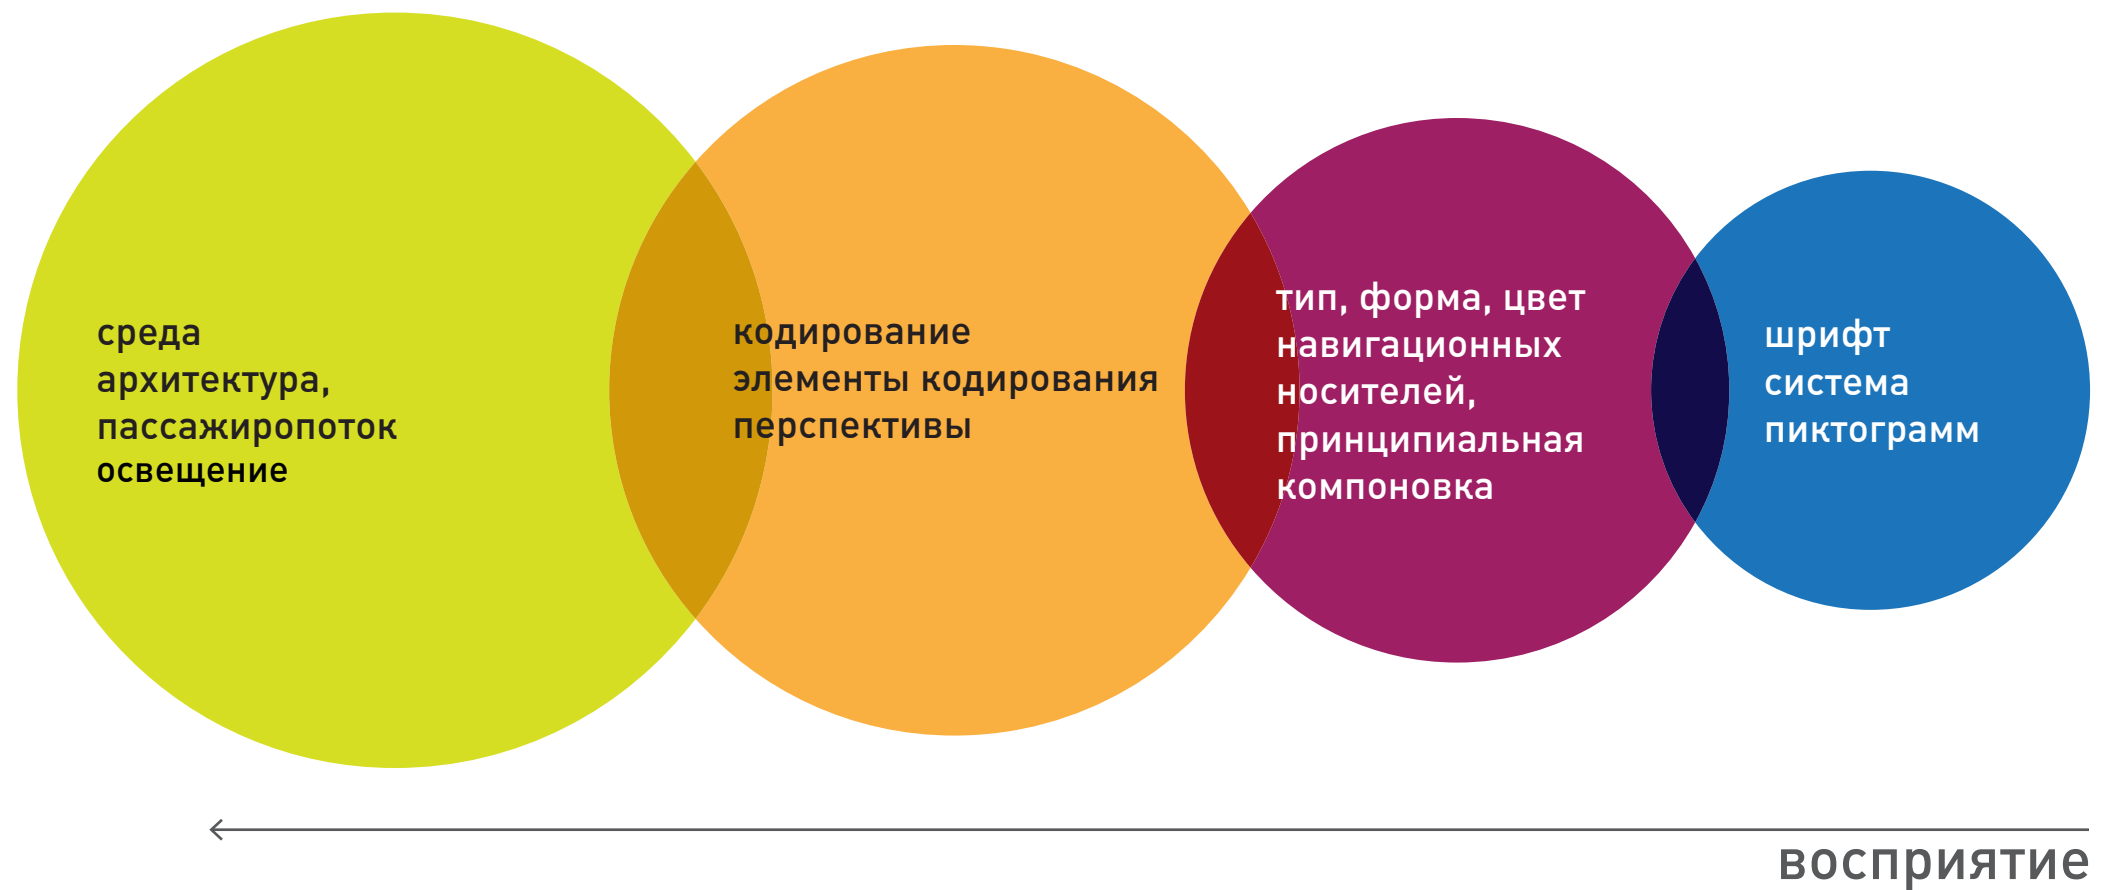 среда
архитектура,
пассажиропоток
освещение
кодирование
элементы кодирования
перспективы
тип, форма, цвет
навигационных
носителей,
принципиальная
компоновка
шрифт
система
пиктограмм
восприятие